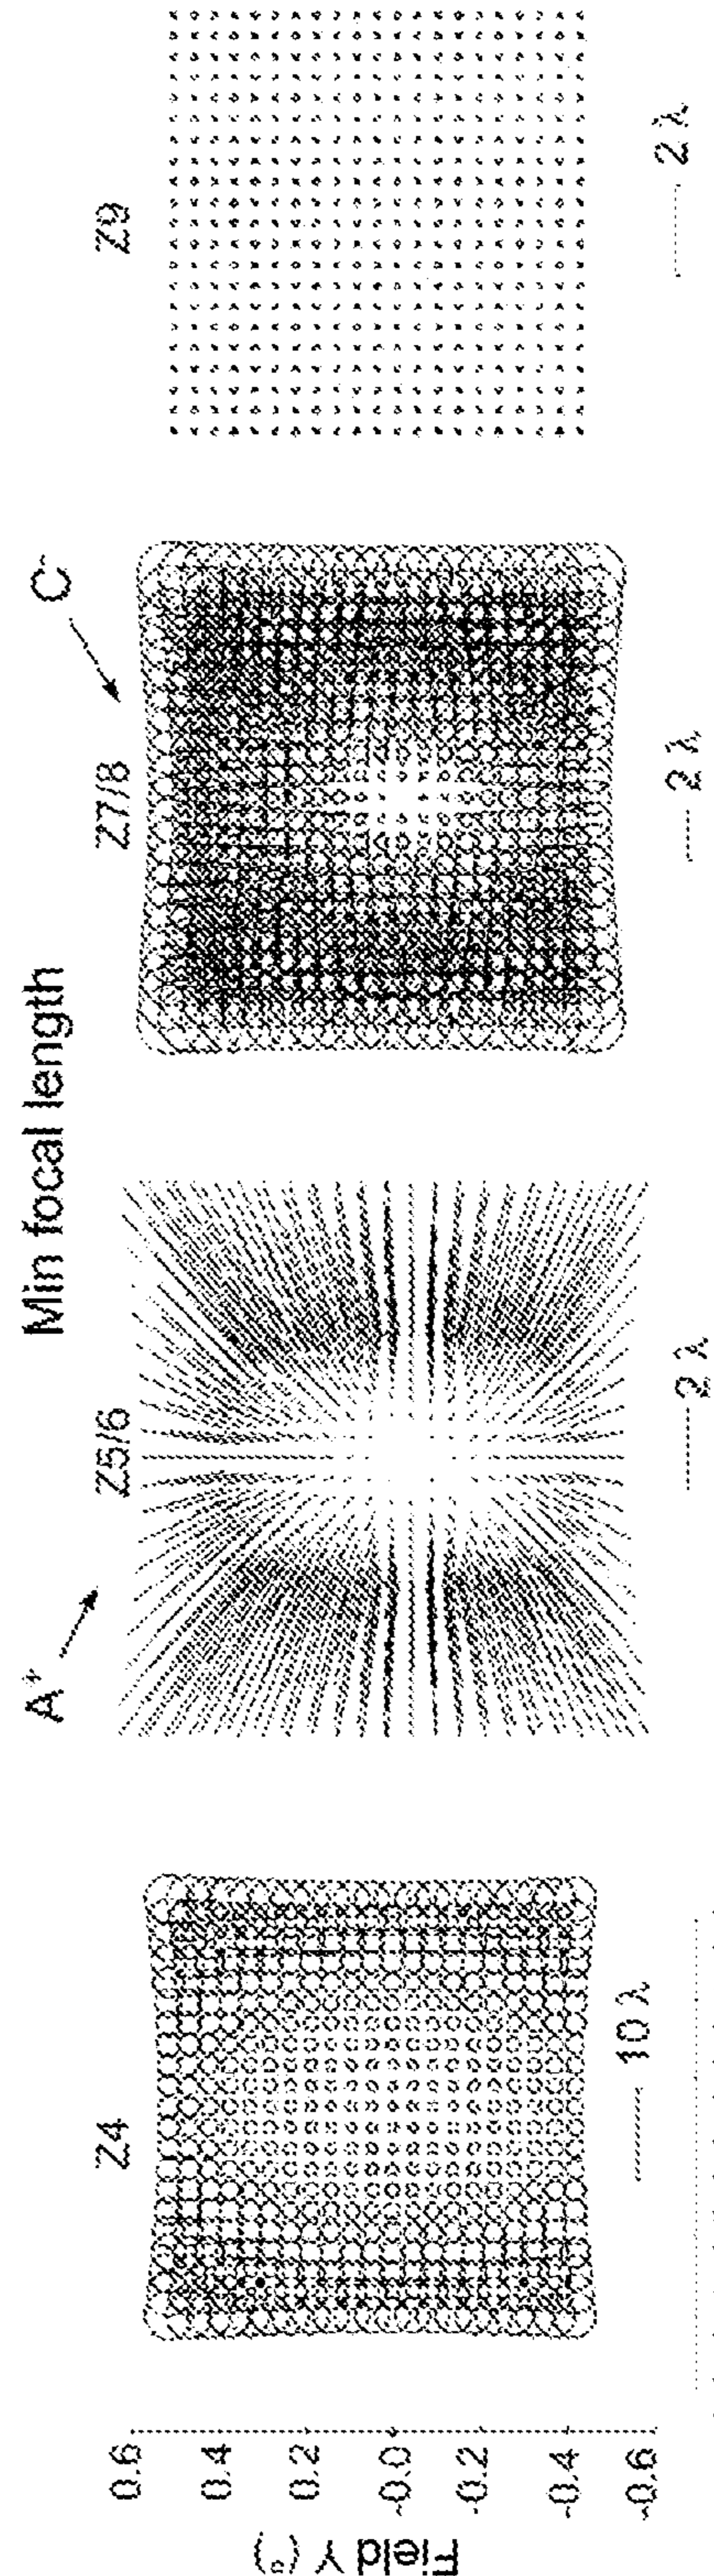 Min focal length
A*
C
Z4
Z5/6
Z7/8
Z9
Field Y (°)
0.6
0.4
0.2
-0.0
-0.2
-0.4
-0.6
10 λ
2 λ
2 λ
2 λ